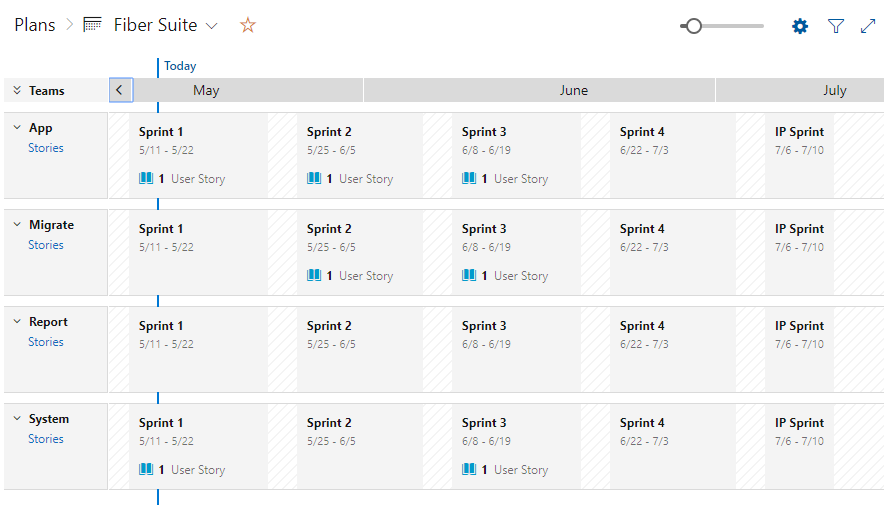 Plans > Fiber Suite
Today
Teams < May June July
App
Stories
Sprint 1 Sprint 2 Sprint 3 Sprint 4 IP Sprint
5/11 - 5/22 5/25 - 6/5 6/8 - 6/19 6/22 - 7/3 7/6 - 7/10
1 User Story 1 User Story 1 User Story
Migrate
Stories
Sprint 1 Sprint 2 Sprint 3 Sprint 4 IP Sprint
5/11 - 5/22 5/25 - 6/5 6/8 - 6/19 6/22 - 7/3 7/6 - 7/10
1 User Story 1 User Story
Report
Stories
Sprint 1 Sprint 2 Sprint 3 Sprint 4 IP Sprint
5/11 - 5/22 5/25 - 6/5 6/8 - 6/19 6/22 - 7/3 7/6 - 7/10
System
Stories
Sprint 1 Sprint 2 Sprint 3 Sprint 4 IP Sprint
5/11 - 5/22 5/25 - 6/5 6/8 - 6/19 6/22 - 7/3 7/6 - 7/10
1 User Story 1 User Story